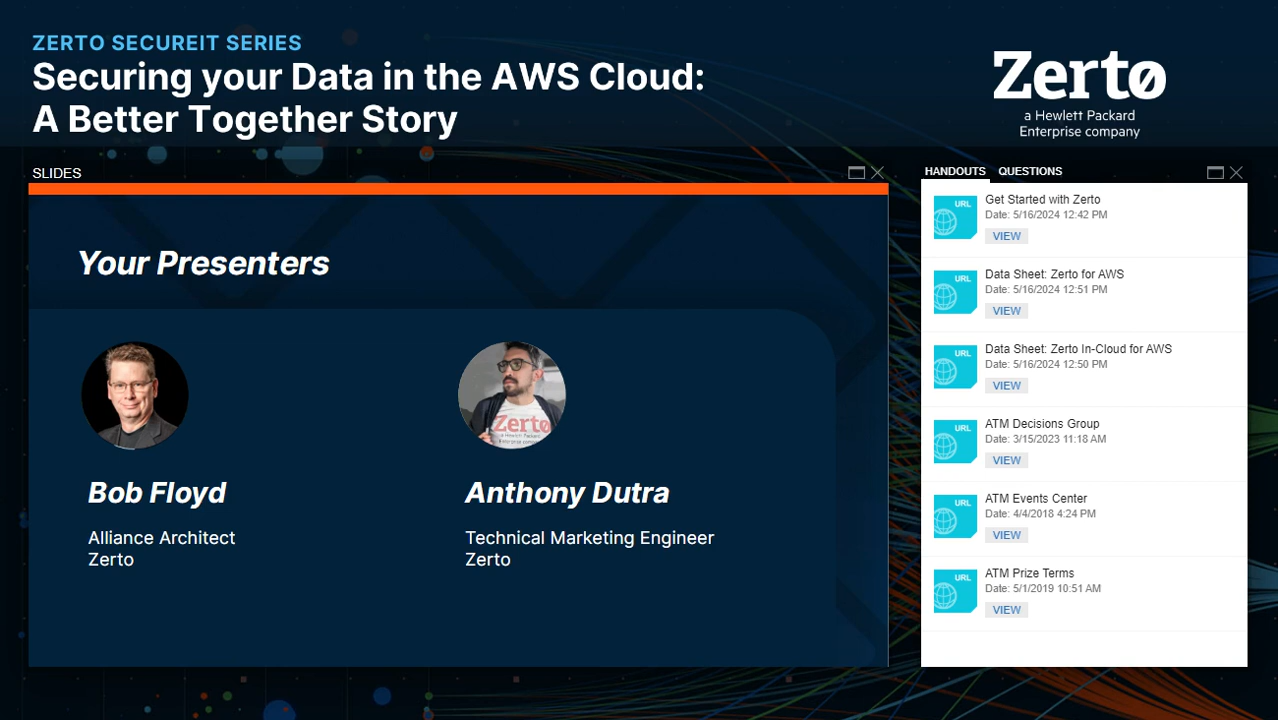 ZERTO SECUREIT SERIES
Securing your Data in the AWS Cloud:
A Better Together Story
Zerto
a Hewlett Packard
Enterprise company
SLIDES
Your Presenters
Bob Floyd
Alliance Architect
Zerto
Zerto
a Hewlett Packard
Anthony Dutra
Technical Marketing Engineer
Zerto
HANDOUTS QUESTIONS
URL
Get Started with Zerto
Date: 5/16/2024 12:42 PM
VIEW
URL
Data Sheet: Zerto for AWS
Date: 5/16/2024 12:51 PM
VIEW
URL
Data Sheet: Zerto In-Cloud for AWS
Date: 5/16/2024 12:50 PM
VIEW
URL
ATM Decisions Group
Date: 3/15/2023 11:18 AM
VIEW
URL
ATM Events Center
Date: 4/4/2018 4:24 PM
VIEW
URL
ATM Prize Terms
Date: 5/1/2019 10:51 AM
VIEW